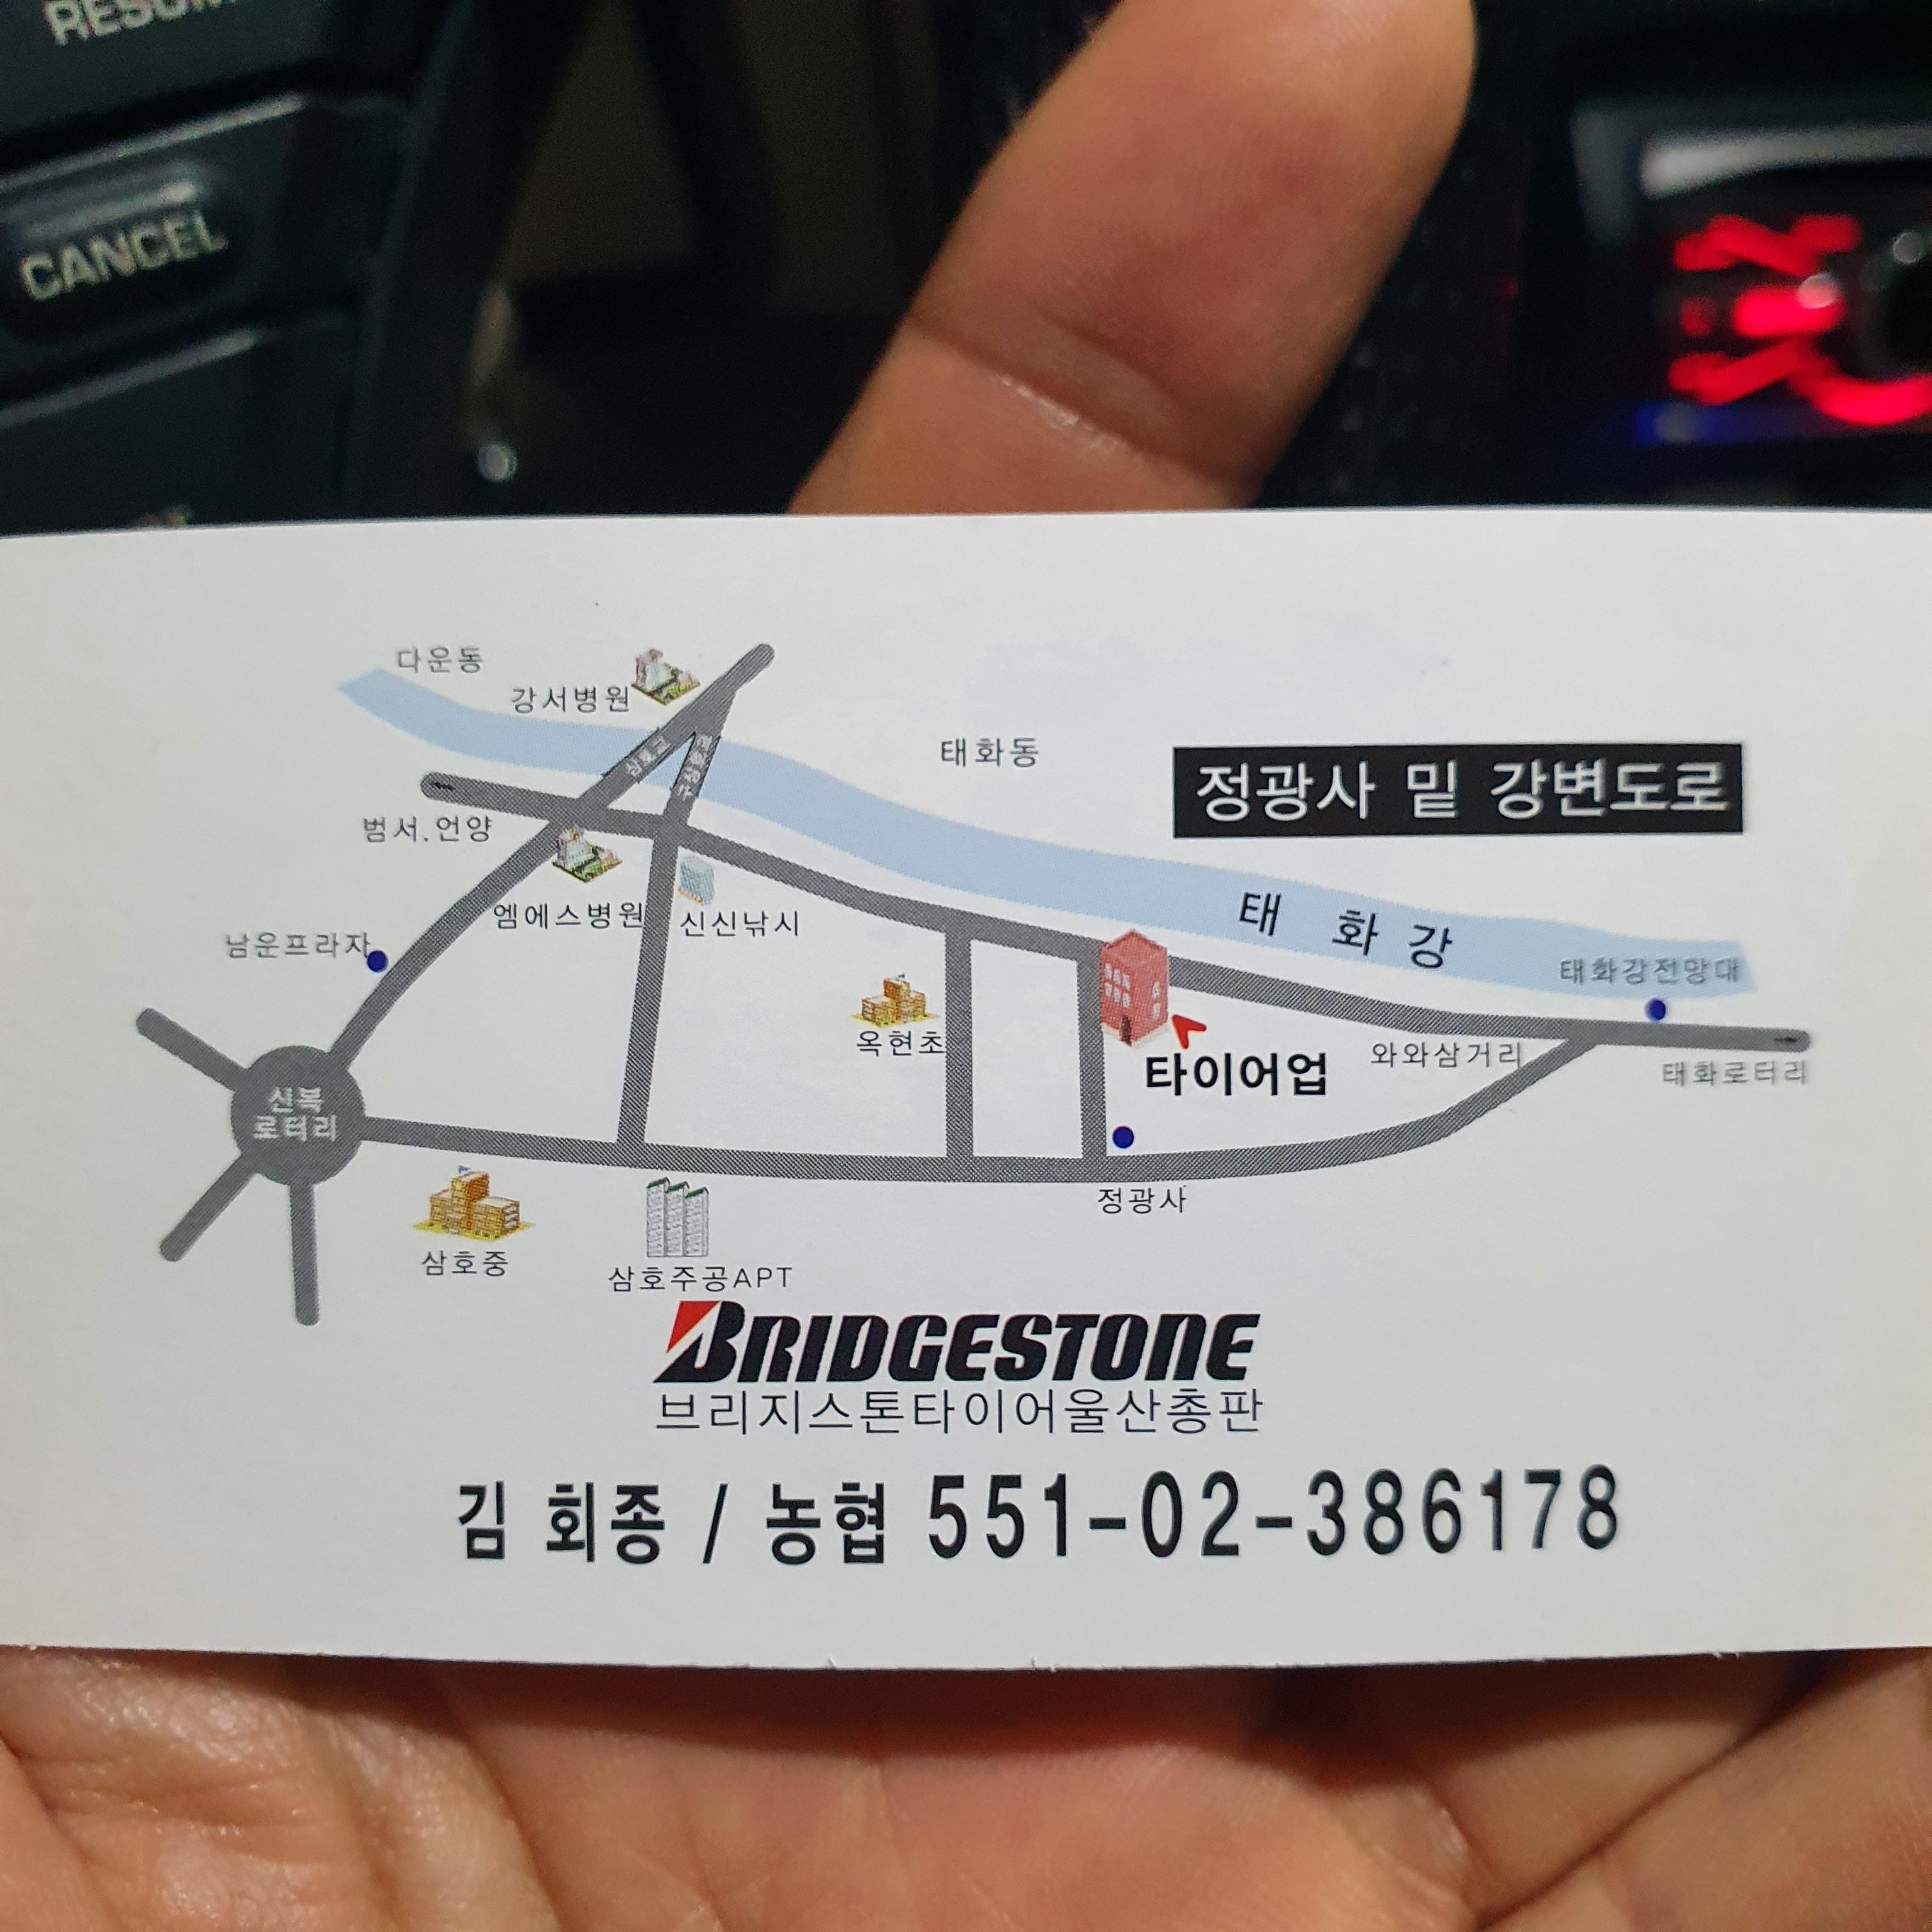 CANCEL
다운동
강서병원
태화동
정광사 밑 강변도로
범서.언양
엠에스병원
신신낚시
태 화 강
남운프라자
태화강전망대
옥현초
와와삼거리
타이어업
태화로터리
신복
로터리
정광사
삼호중
삼호주공APT
BRIDGESTONE
브리지스톤타이어울산총판
김 회종 / 농협 551-02-386178